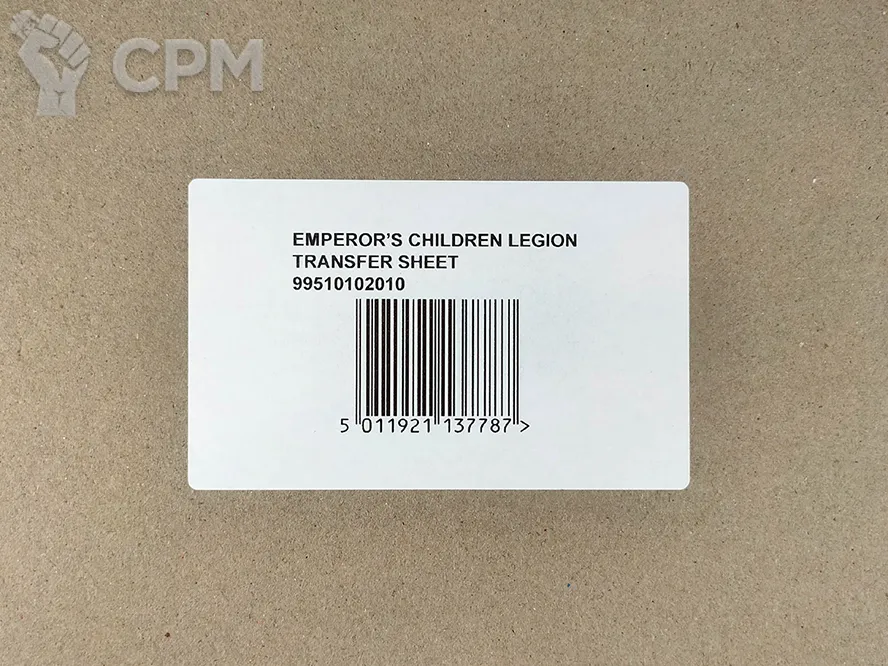 CPM
EMPEROR’S CHILDREN LEGION
TRANSFER SHEET
99510102010
5 011921 137787 >